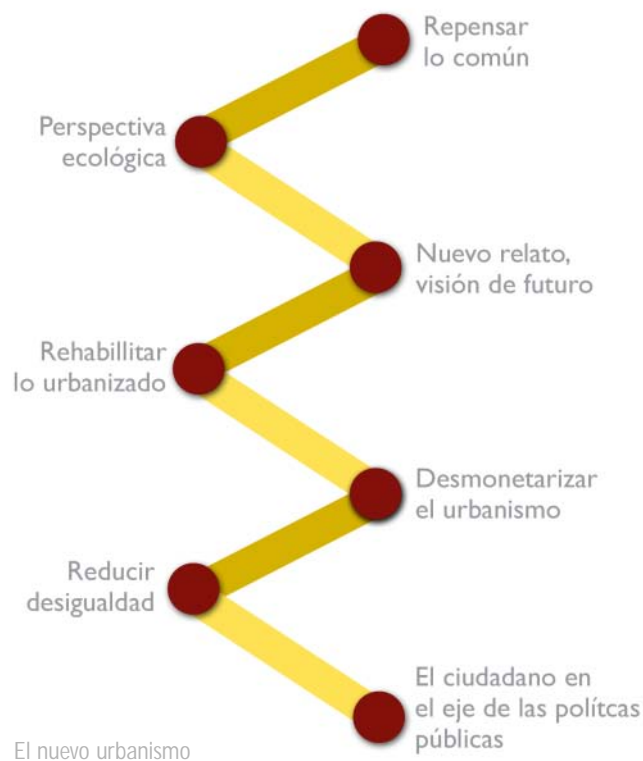 Repensar
lo común
Perspectiva
ecológica
Nuevo relato,
visión de futuro
Rehabillitar
lo urbanizado
Desmonetarizar
el urbanismo
Reducir
desigualdad
El ciudadano en
el eje de las polítcas
públicas
El nuevo urbanismo